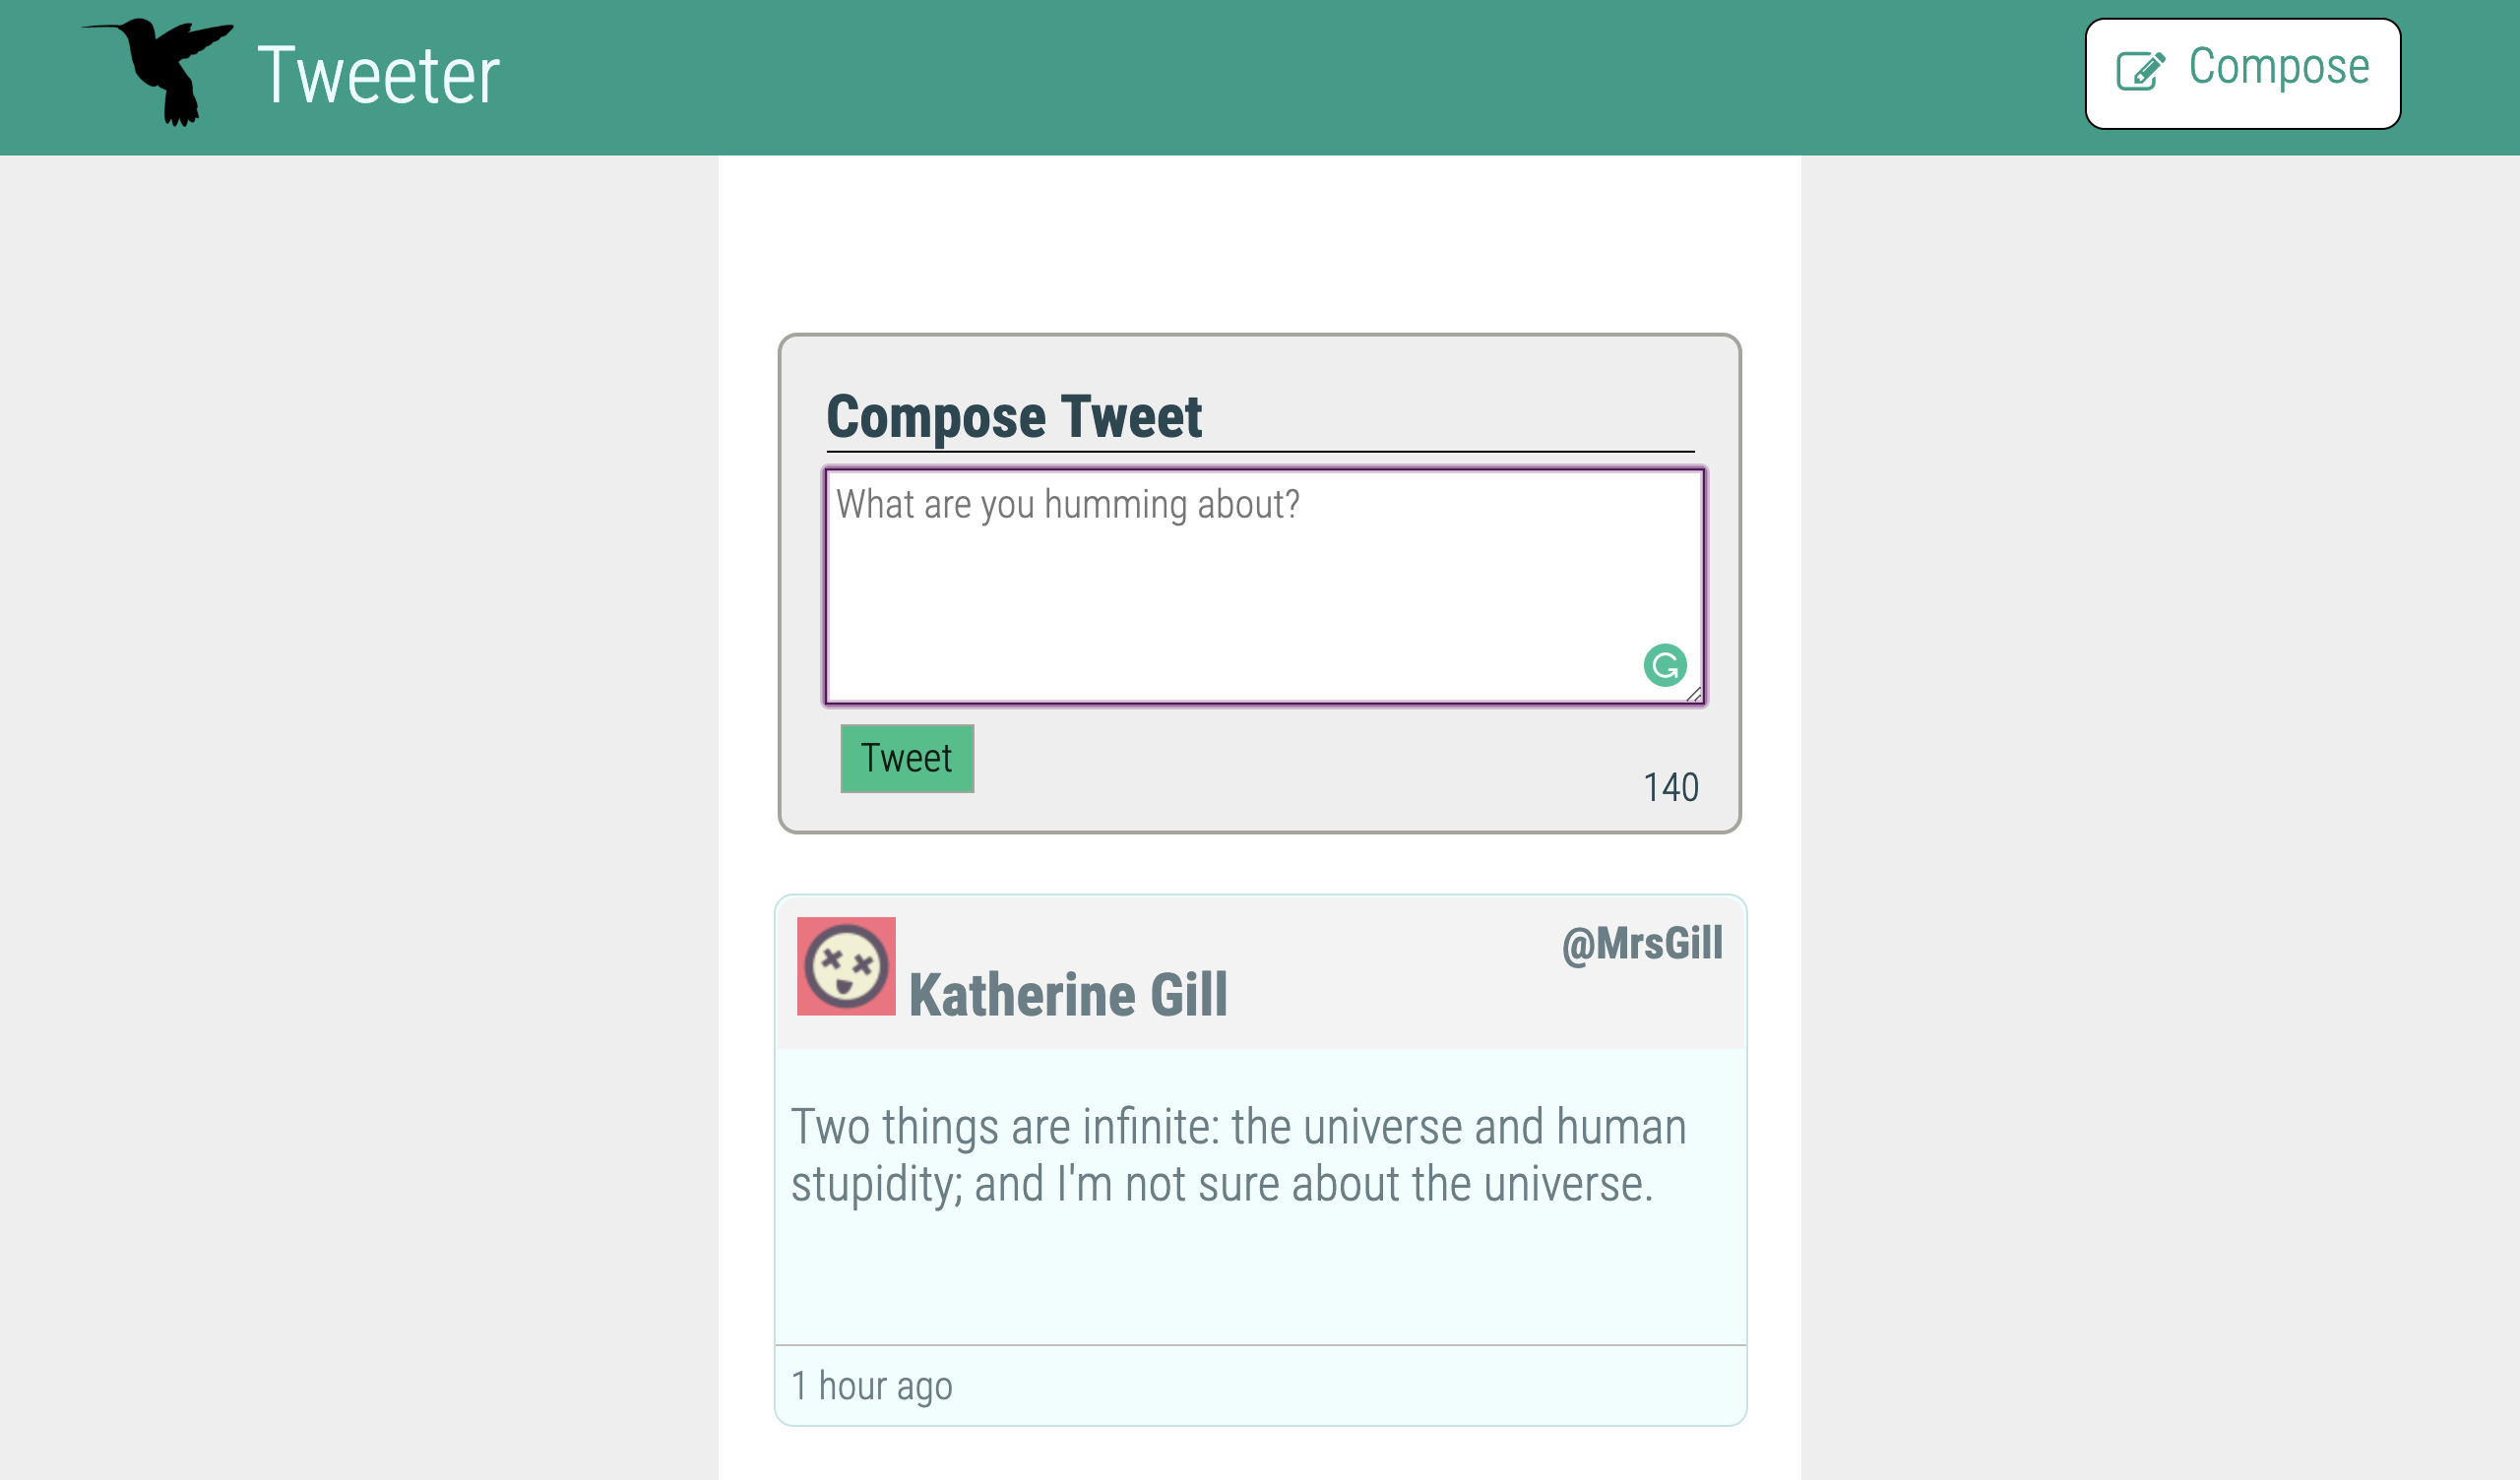 Tweeter
Compose
Compose Tweet
What are you humming about?
Tweet
140
@MrsGill
Katherine Gill
Two things are infinite: the universe and human
stupidity; and I'm not sure about the universe.
1 hour ago